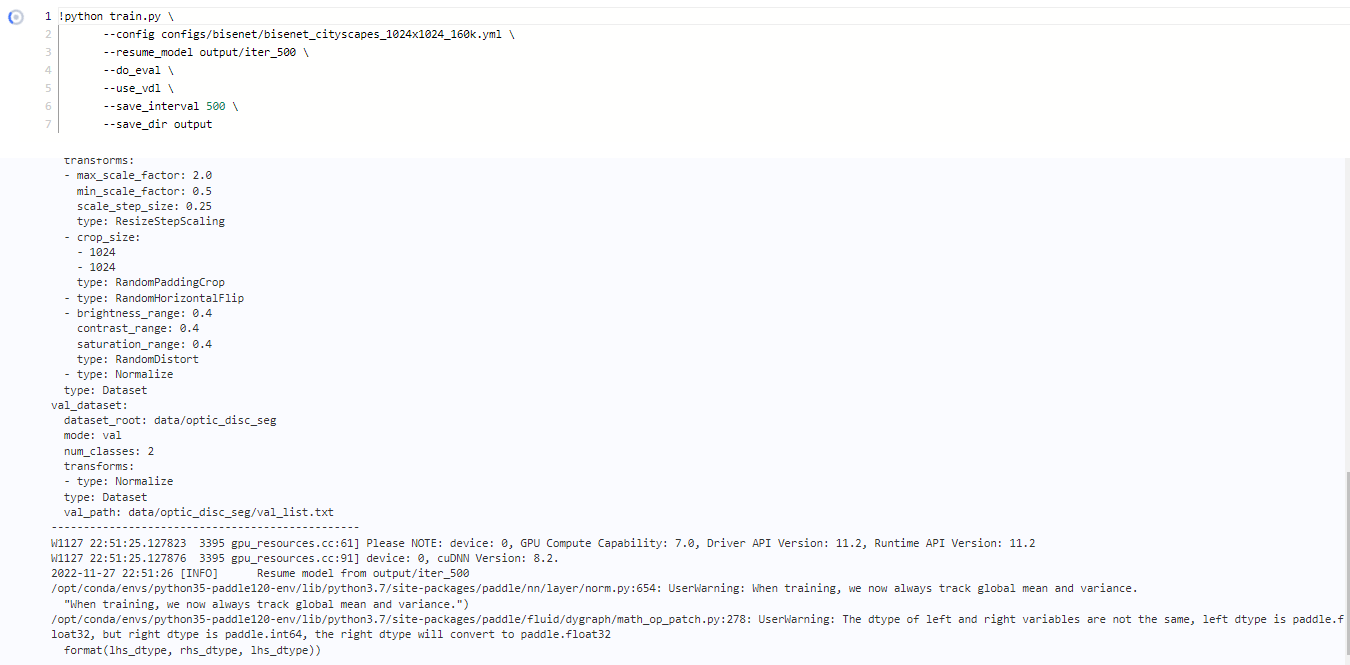 1 !python train.py \
2 --config configs/bisenet/bisenet_cityscapes_1024x1024_160k.yml \
3 --resume_model output/iter_500 \
4 --do_eval \
5 --use_vdl \
6 --save_interval 500 \
7 --save_dir output
transforms:
- max_scale_factor: 2.0
min_scale_factor: 0.5
scale_step_size: 0.25
type: ResizeStepScaling
- crop_size:
- 1024
- 1024
type: RandomPaddingCrop
- type: RandomHorizontalFlip
- brightness_range: 0.4
contrast_range: 0.4
saturation_range: 0.4
type: RandomDistort
- type: Normalize
type: Dataset
val_dataset:
dataset_root: data/optic_disc_seg
mode: val
num_classes: 2
transforms:
- type: Normalize
type: Dataset
val_path: data/optic_disc_seg/val_list.txt
------------------------------------------------
W1127 22:51:25.127823  3395 gpu_resources.cc:61] Please NOTE: device: 0, GPU Compute Capability: 7.0, Driver API Version: 11.2, Runtime API Version: 11.2
W1127 22:51:25.127876  3395 gpu_resources.cc:91] device: 0, cuDNN Version: 8.2.
2022-11-27 22:51:26 [INFO]	Resume model from output/iter_500
/opt/conda/envs/python35-paddle120-env/lib/python3.7/site-packages/paddle/nn/layer/norm.py:654: UserWarning: When training, we now always track global mean and variance.
"When training, we now always track global mean and variance.")
/opt/conda/envs/python35-paddle120-env/lib/python3.7/site-packages/paddle/fluid/dygraph/math_op_patch.py:278: UserWarning: The dtype of left and right variables are not the same, left dtype is paddle.f
loat32, but right dtype is paddle.int64, the right dtype will convert to paddle.float32
format(lhs_dtype, rhs_dtype, lhs_dtype))